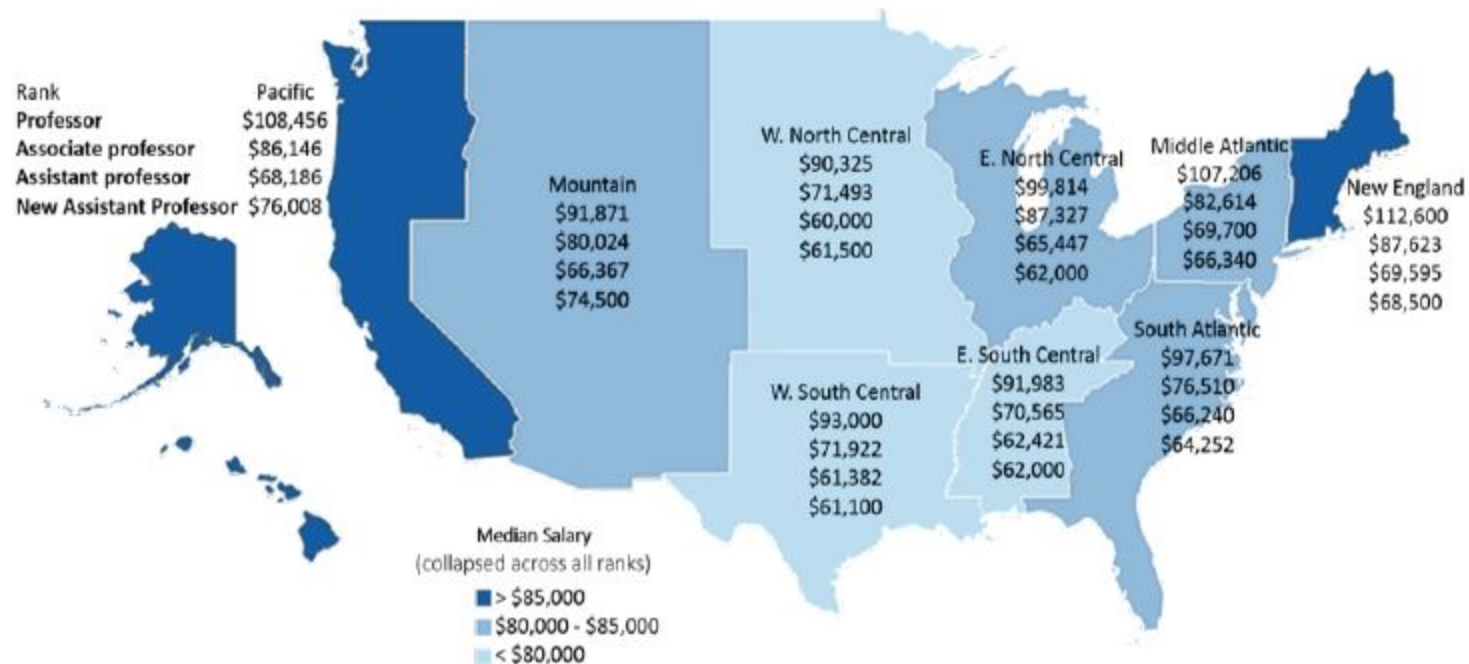 Rank Pacific
Professor $108,456
Associate professor $86,146
Assistant professor $68,186
New Assistant Professor $76,008
Mountain
$91,871
$80,024
$66,367
$74,500
W. North Central
$90,325
$71,493
$60,000
$61,500
E. North Central
$99,814
$87,327
$65,447
$62,000
Middle Atlantic
$107,206
$82,614
$69,700
$66,340
New England
$112,600
$87,623
$69,595
$68,500
W. South Central
$93,000
$71,922
$61,382
$61,100
E. South Central
$91,983
$70,565
$62,421
$62,000
South Atlantic
$97,671
$76,510
$66,240
$64,252
Median Salary
(collapsed across all ranks)
> $85,000
$80,000 - $85,000
< $80,000